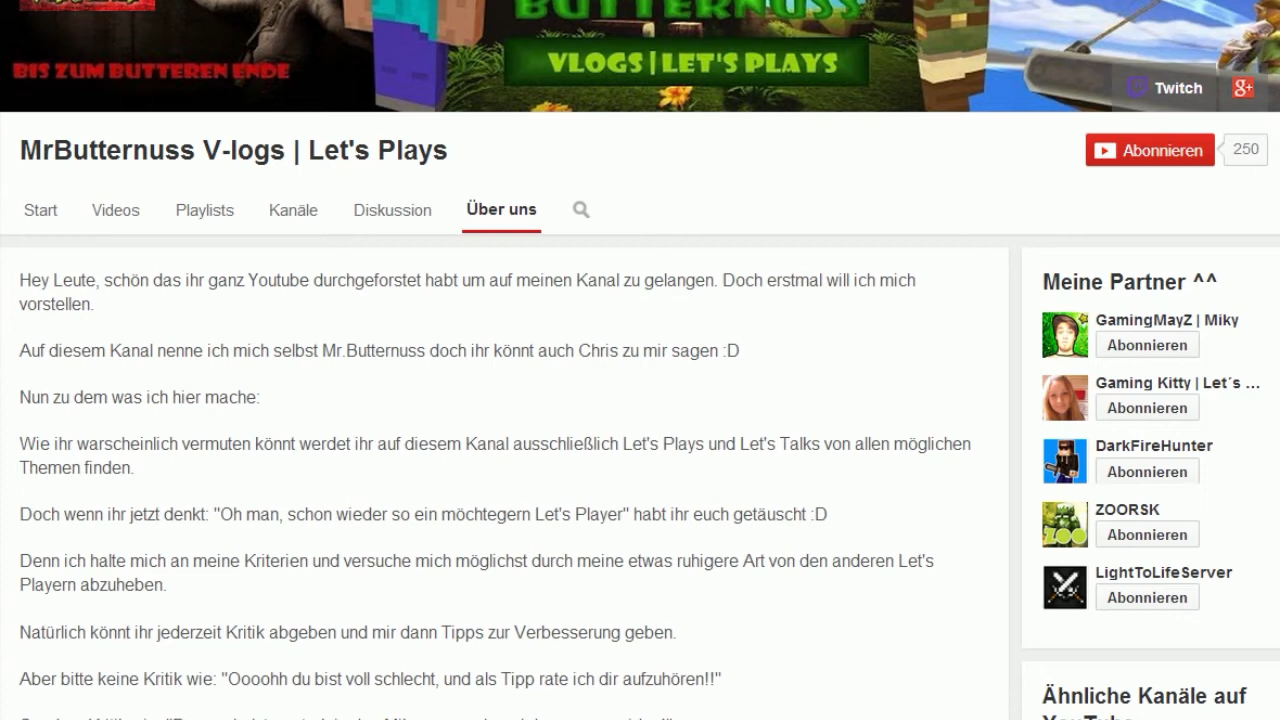 BUTTERNUSS
BIS ZUM BUTTEREN ENDE
VLOGS | LET'S PLAYS
Twitch
g+
MrButternuss V-logs | Let's Plays
Abonnieren
250
Start
Videos
Playlists
Kanäle
Diskussion
Über uns
Hey Leute, schön das ihr ganz Youtube durchgeforstet habt um auf meinen Kanal zu gelangen. Doch erstmal will ich mich
vorstellen.
Auf diesem Kanal nenne ich mich selbst Mr.Butternuss doch ihr könnt auch Chris zu mir sagen :D
Nun zu dem was ich hier mache:
Wie ihr warscheinlich vermuten könnt werdet ihr auf diesem Kanal ausschließlich Let's Plays und Let's Talks von allen möglichen
Themen finden.
Doch wenn ihr jetzt denkt: "Oh man, schon wieder so ein möchtegern Let's Player" habt ihr euch getäuscht :D
Denn ich halte mich an meine Kriterien und versuche mich möglichst durch meine etwas ruhigere Art von den anderen Let's
Playern abzuheben.
Natürlich könnt ihr jederzeit Kritik abgeben und mir dann Tipps zur Verbesserung geben.
Aber bitte keine Kritik wie: "Oooohh du bist voll schlecht, und als Tipp rate ich dir aufzuhören!!"
Meine Partner ^^
GamingMayZ | Miky
Abonnieren
Gaming Kitty | Let´s ...
Abonnieren
DarkFireHunter
Abonnieren
ZOORSK
ZOO
Abonnieren
LightToLifeServer
Abonnieren
Ähnliche Kanäle auf
YouTube